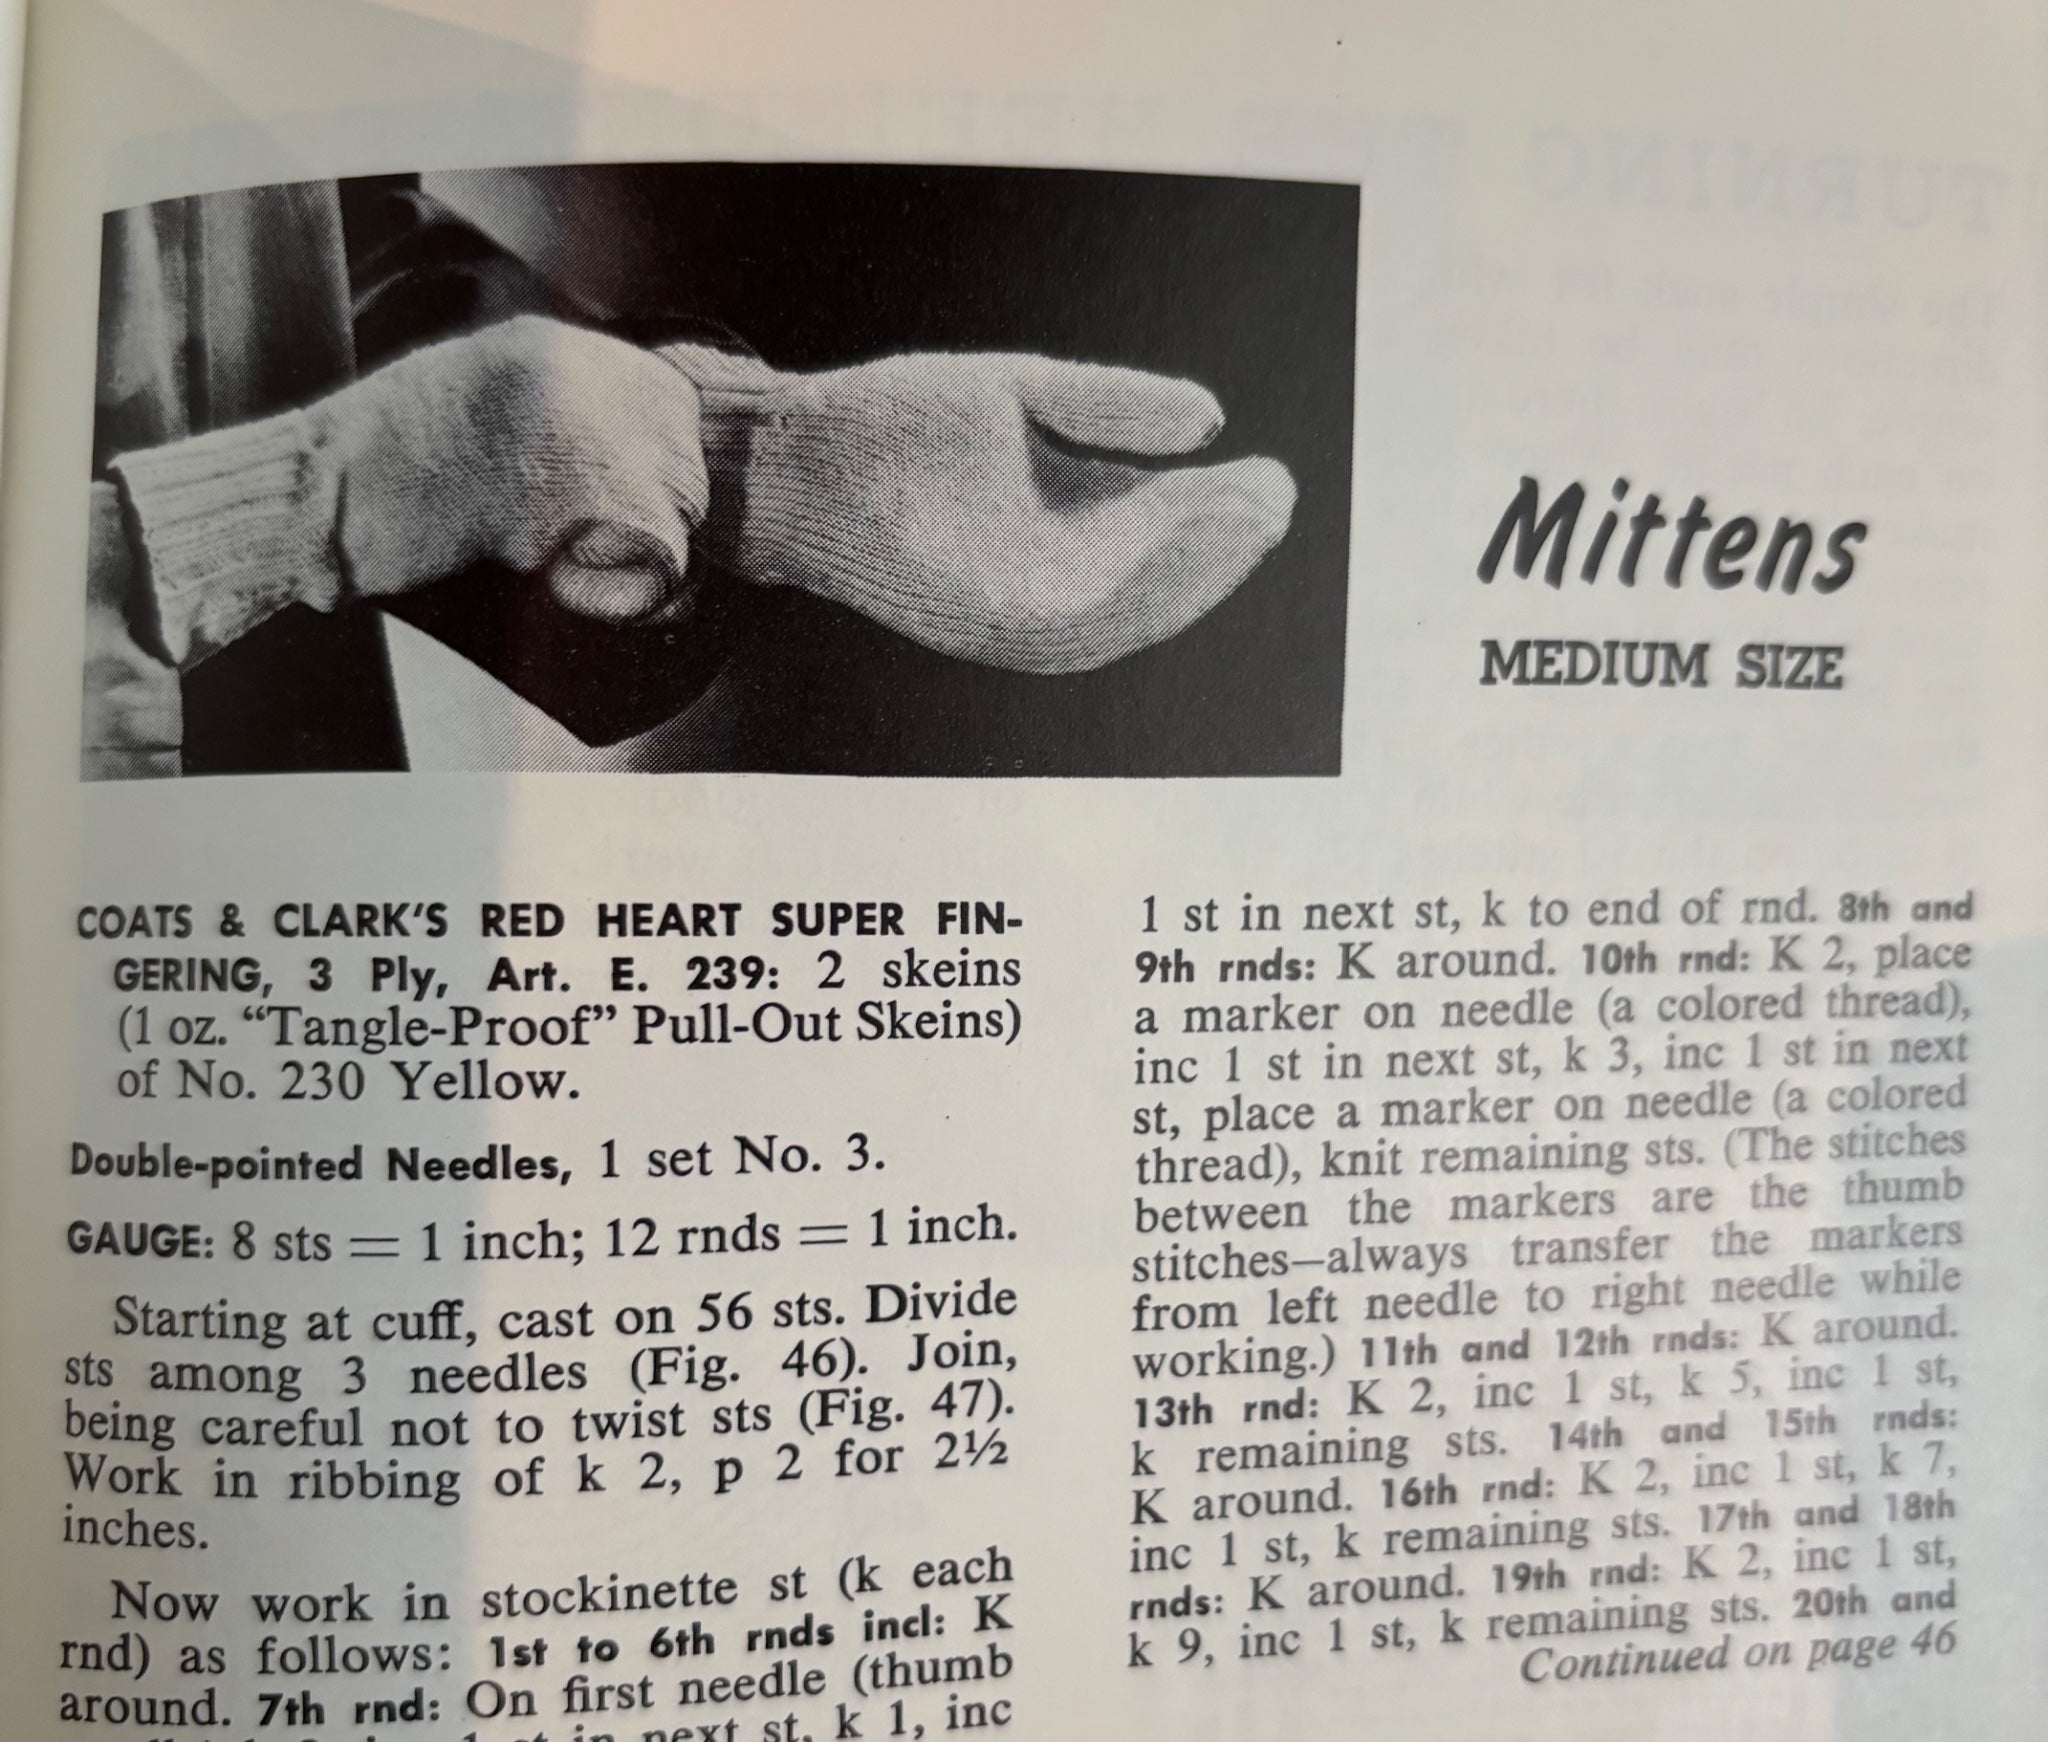 Mittens
MEDIUM SIZE
COATS & CLARK'S RED HEART SUPER FIN-
GERING, 3 Ply, Art. E. 239: 2 skeins
(1 oz. “Tangle-Proof” Pull-Out Skeins)
of No. 230 Yellow.
Double-pointed Needles, 1 set No. 3.
GAUGE: 8 sts = 1 inch; 12 rnds = 1 inch.
Starting at cuff, cast on 56 sts. Divide
sts among 3 needles (Fig. 46). Join,
being careful not to twist sts (Fig. 47).
Work in ribbing of k 2, p 2 for 2½
inches.
Now work in stockinette st (k each
rnd) as follows: 1st to 6th rnds incl: K
around. 7th rnd: On first needle (thumb
in next st, k 1, inc
1 st in next st, k to end of rnd. 8th and
9th rnds: K around. 10th rnd: K 2, place
a marker on needle (a colored thread),
inc 1 st in next st, k 3, inc 1 st in next
st, place a marker on needle (a colored
thread), knit remaining sts. (The stitches
between the markers are the thumb
stitches—always transfer the markers
from left needle to right needle while
working.) 11th and 12th rnds: K around.
13th rnd: K 2, inc 1 st, k 5, inc 1 st,
k remaining sts. 14th and 15th rnds:
K around. 16th rnd: K 2, inc 1 st, k 7,
inc 1 st, k remaining sts. 17th and 18th
rnds: K around. 19th rnd: K 2, inc 1 st,
k 9, inc 1 st, k remaining sts. 20th and
Continued on page 46